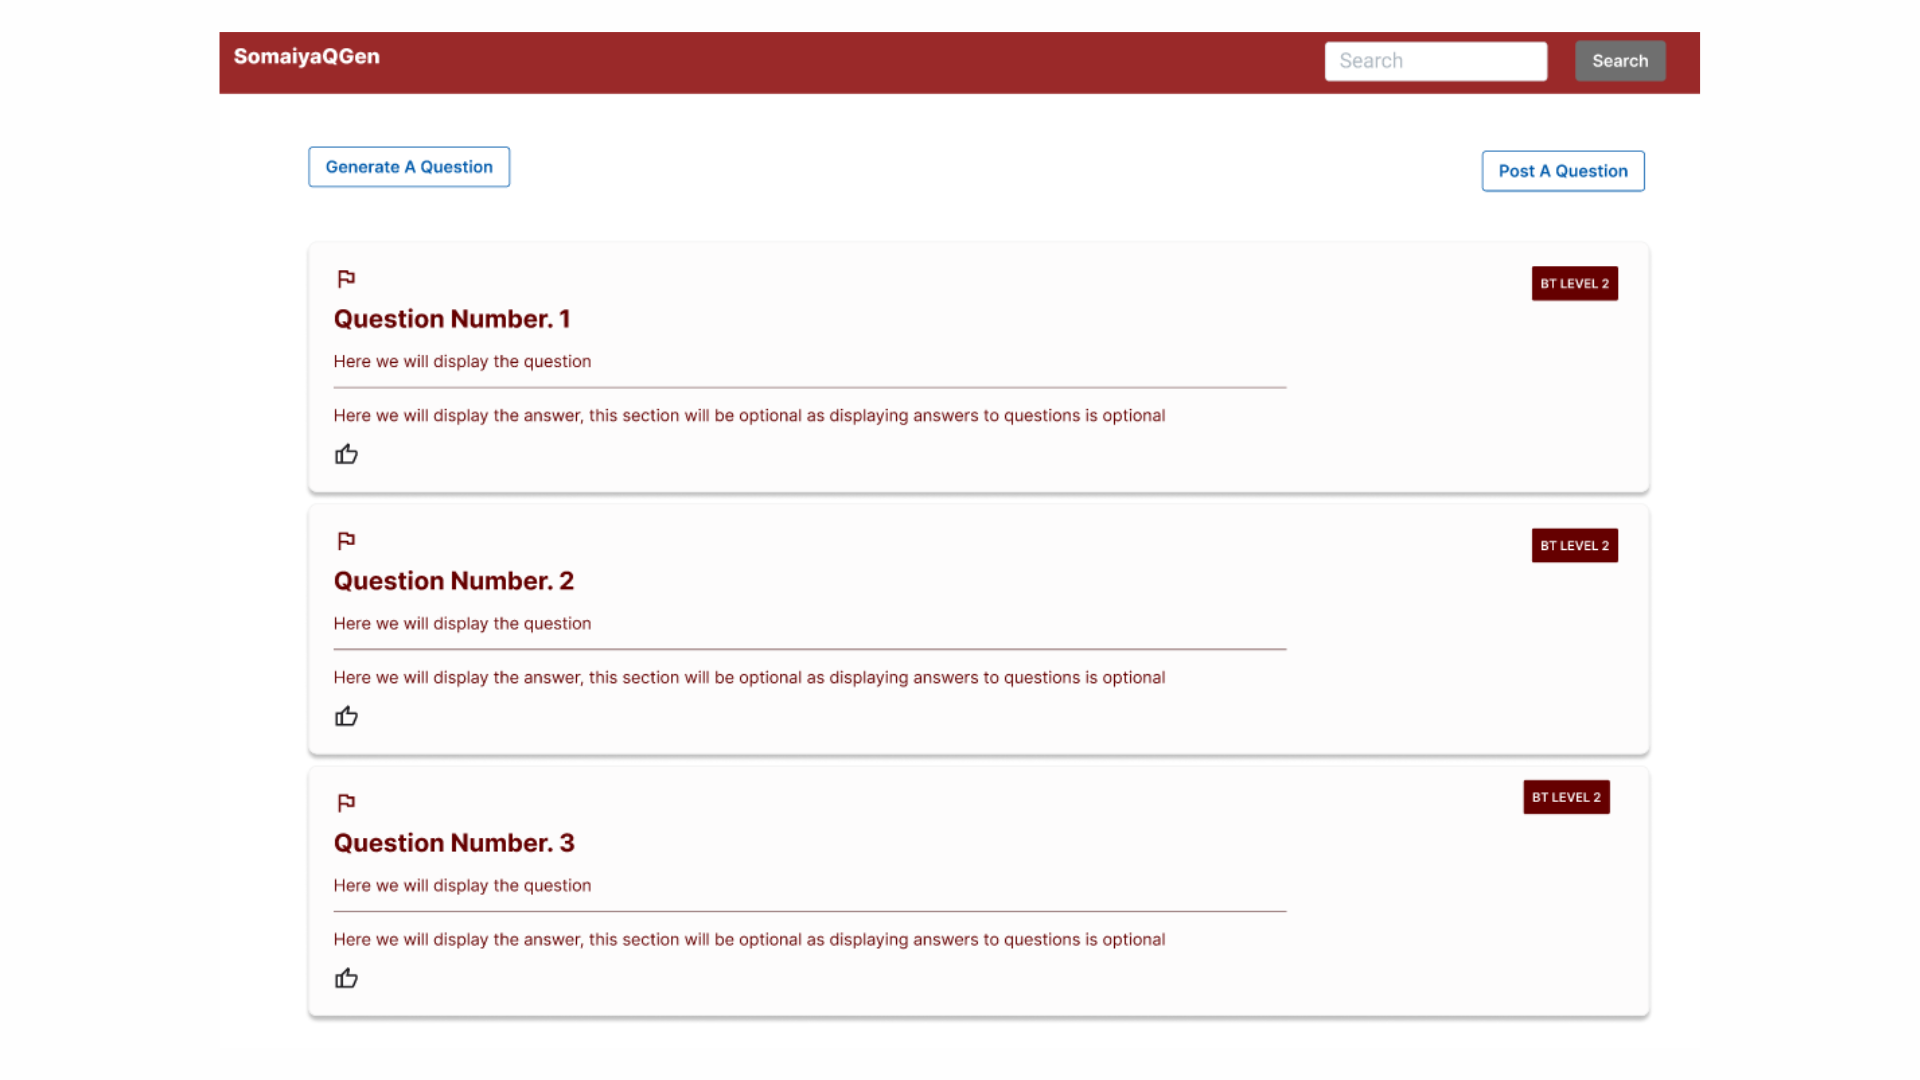 SomaiyaQGen
Search
Search
Generate A Question
Post A Question
BT LEVEL 2
Question Number. 1
Here we will display the question
Here we will display the answer, this section will be optional as displaying answers to questions is optional
BT LEVEL 2
Question Number. 2
Here we will display the question
Here we will display the answer, this section will be optional as displaying answers to questions is optional
BT LEVEL 2
Question Number. 3
Here we will display the question
Here we will display the answer, this section will be optional as displaying answers to questions is optional